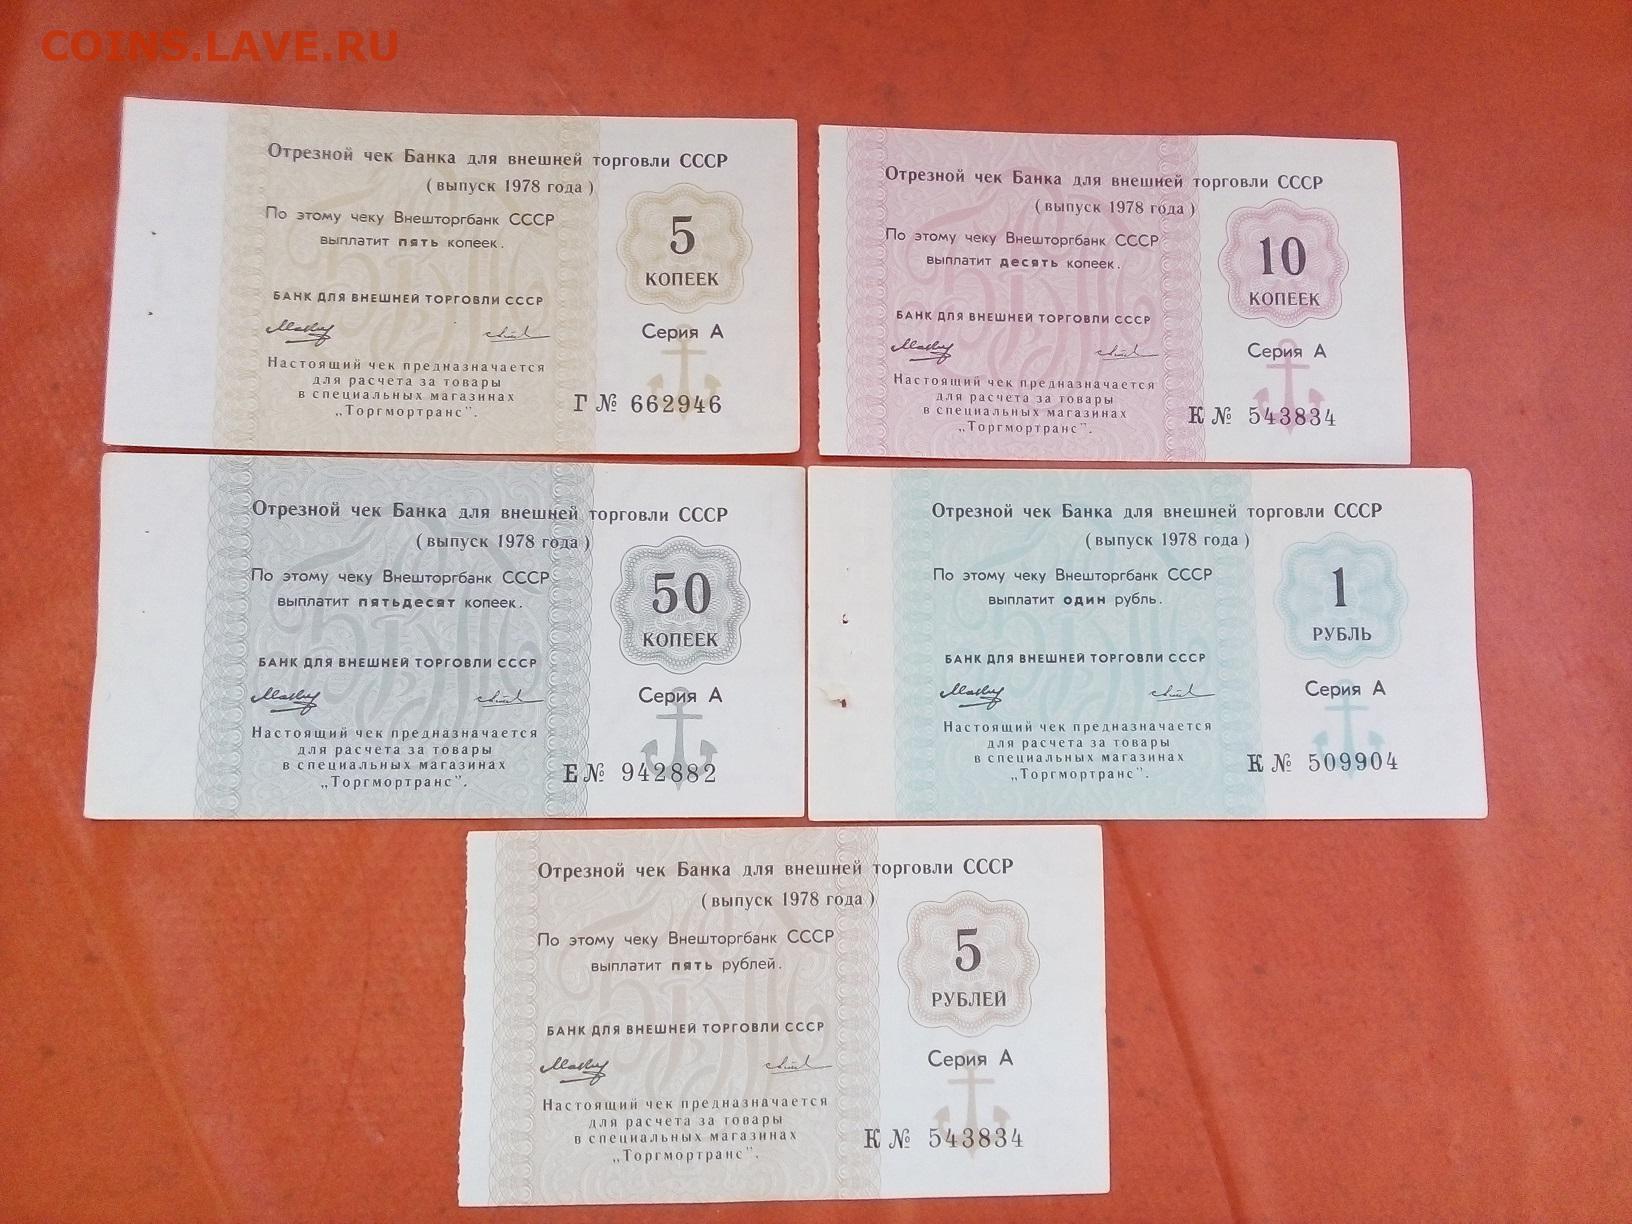 COINS.LAVE.RU
Отрезной чек Банка для внешней торговли СССР
(выпуск 1978 года)
По этому чеку Внешторгбанк СССР
выплатит пять копеек.
5
КОПЕЕК
БАНК ДЛЯ ВНЕШНЕЙ ТОРГОВЛИ СССР
Серия А
Настоящий чек предназначается
для расчета за товары
в специальных магазинах
„Торгмортранс".
Г № 662946
Отрезной чек Банка для внешней торговли СССР
(выпуск 1978 года)
По этому чеку Внешторгбанк СССР
выплатит десять копеек.
10
КОПЕЕК
БАНК ДЛЯ ВНЕШНЕЙ ТОРГОВЛИ СССР
Серия А
Настоящий чек предназначается
для расчета за товары
в специальных магазинах
„Торгмортранс".
К № 543834
Отрезной чек Банка для внешней торговли СССР
(выпуск 1978 года)
По этому чеку Внешторгбанк СССР
выплатит пятьдесят копеек.
50
КОПЕЕК
БАНК ДЛЯ ВНЕШНЕЙ ТОРГОВЛИ СССР
Серия А
Настоящий чек предназначается
для расчета за товары
в специальных магазинах
„Торгмортранс".
Е № 942882
Отрезной чек Банка для внешней торговли СССР
(выпуск 1978 года)
По этому чеку Внешторгбанк СССР
выплатит один рубль.
1
РУБЛЬ
БАНК ДЛЯ ВНЕШНЕЙ ТОРГОВЛИ СССР
Серия А
Настоящий чек предназначается
для расчета за товары
в специальных магазинах
„Торгмортранс".
К № 509904
Отрезной чек Банка для внешней торговли СССР
(выпуск 1978 года)
По этому чеку Внешторгбанк СССР
выплатит пять рублей.
5
РУБЛЕЙ
БАНК ДЛЯ ВНЕШНЕЙ ТОРГОВЛИ СССР
Серия А
Настоящий чек предназначается
для расчета за товары
в специальных магазинах
„Торгмортранс".
К № 543834